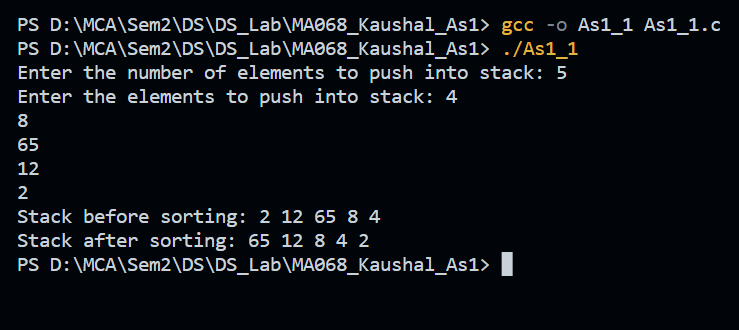 PS D:\MCA\Sem2\DS\DS_Lab\MA068_Kaushal_As1> gcc -o As1_1 As1_1.c
PS D:\MCA\Sem2\DS\DS_Lab\MA068_Kaushal_As1> ./As1_1
Enter the number of elements to push into stack: 5
Enter the elements to push into stack: 4
8
65
12
2
Stack before sorting: 2 12 65 8 4
Stack after sorting: 65 12 8 4 2
PS D:\MCA\Sem2\DS\DS_Lab\MA068_Kaushal_As1>